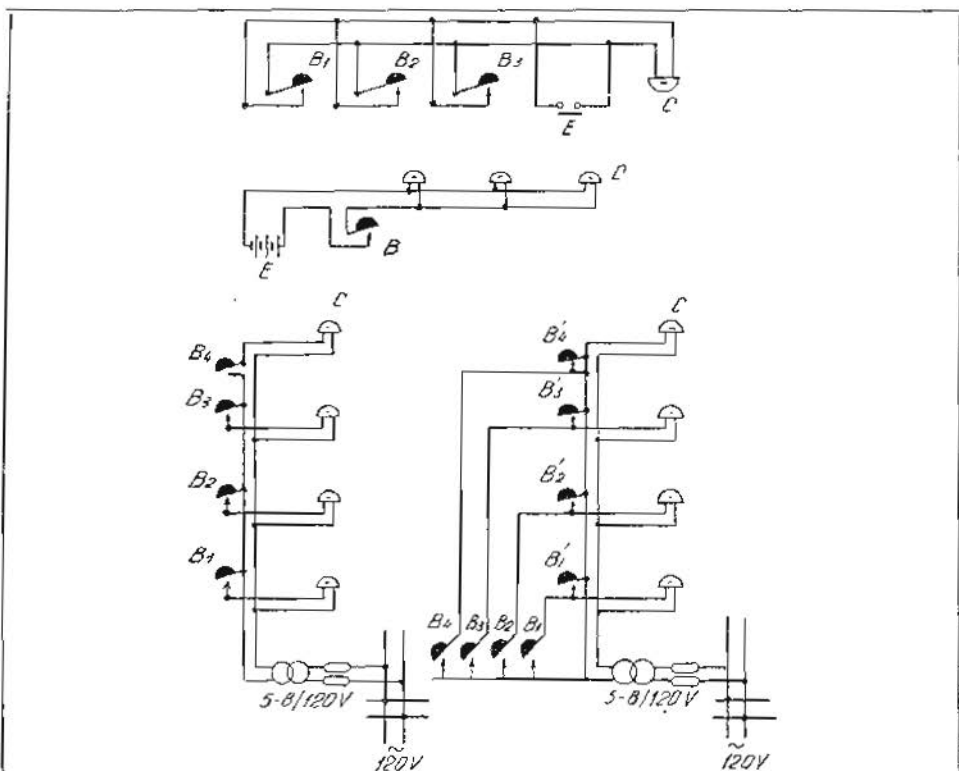 B1 B2 B3 C
E
C
B
E
C C
B4 B'4
B3 B'3
B2 B'2
B1 B'1
B4 B3 B2 B1
5-8/120V 5-8/120V
~ ~
120V 120V